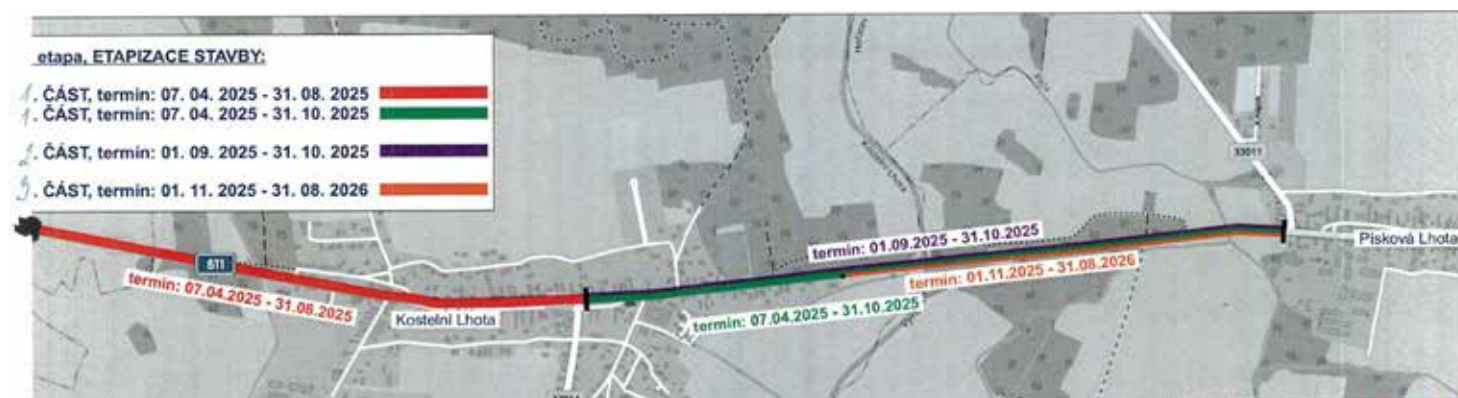 etapa, ETAPIZACE STAVBY:
1. ČÁST, termín: 07. 04. 2025 - 31. 08. 2025
1. ČÁST, termín: 07. 04. 2025 - 31. 10. 2025
2. ČÁST, termín: 01. 09. 2025 - 31. 10. 2025
3. ČÁST, termín: 01. 11. 2025 - 31. 08. 2026
33011
termín: 01.09.2025 - 31.10.2025
Písková Lhota
611
termín: 07.04.2025 - 31.08.2025
termín: 01.11.2025 - 31.08.2026
Kostelní Lhota
termín: 07.04.2025 - 31.10.2025